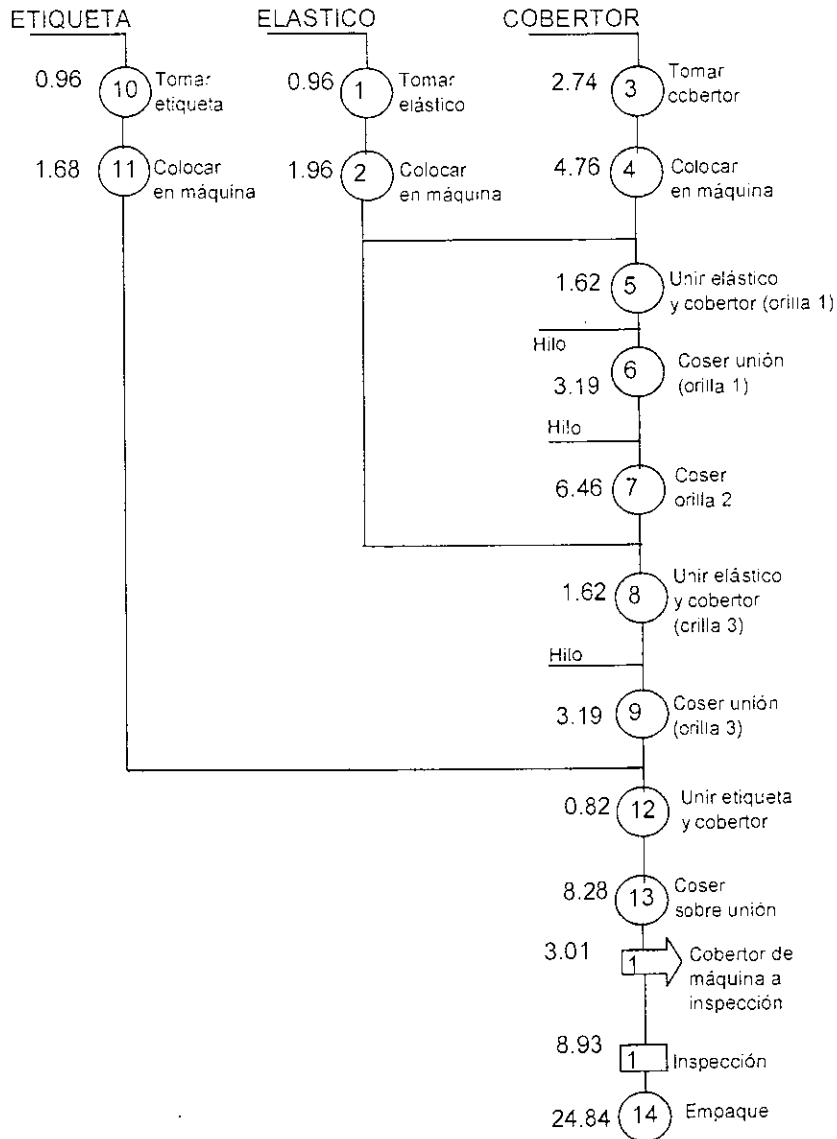 ETIQUETA ELASTICO COBERTOR
0.96 10 Tomar
etiqueta
0.96 1 Tomar
elástico
2.74 3 Tomar
ccbertor
1.68 11 Colocar
en máquina
1.96 2 Colocar
en máquina
4.76 4 Colocar
en máquina
1.62 5 Unir elástico
y cobertor (orilla 1)
Hilo
3.19 6 Coser unión
(orilla 1)
Hilo
6.46 7 Coser
orilla 2
1.62 8 Unir elástico
y cobertor
(crilla 3)
Hilo
3.19 9 Coser unión
(orilla 3)
0.82 12 Unir etiqueta
y cobertor
8.28 13 Coser
sobre unión
3.01 1 Cobertor de
máquina a
inspección
8.93 1 Inspección
24.84 14 Empaque